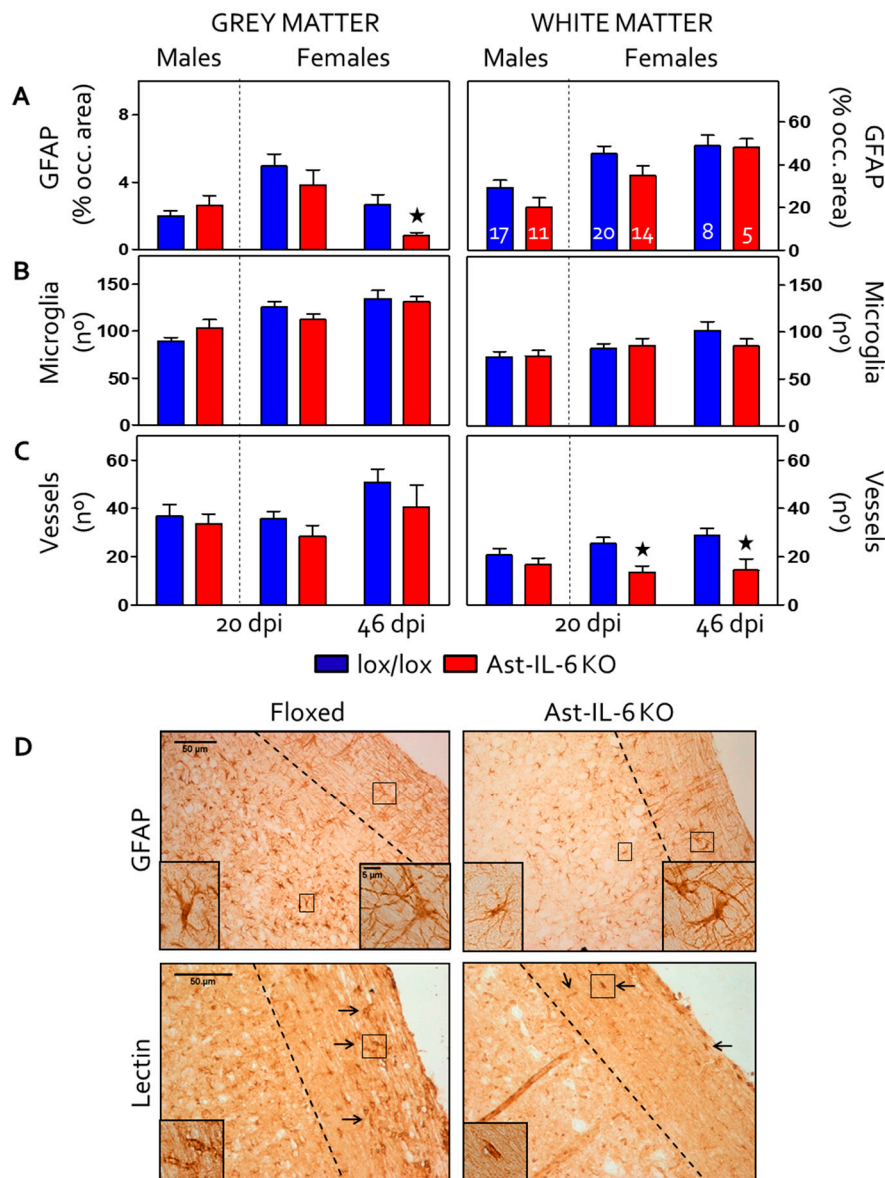 GREY MATTER WHITE MATTER
Males Females Males Females
A
GFAP
(% occ. area)
8
4
0
17 11 20 14 8 5
60
40
20
0
GFAP
(% occ. area)
B
Microglia
(nº)
150
100
50
0
150
100
50
0
Microglia
(nº)
C
Vessels
(nº)
60
40
20
0
60
40
20
0
Vessels
(nº)
20 dpi 46 dpi 20 dpi 46 dpi
lox/lox Ast-IL-6 KO
D
Floxed Ast-IL-6 KO
GFAP
50 µm
5 µm
Lectin
50 µm